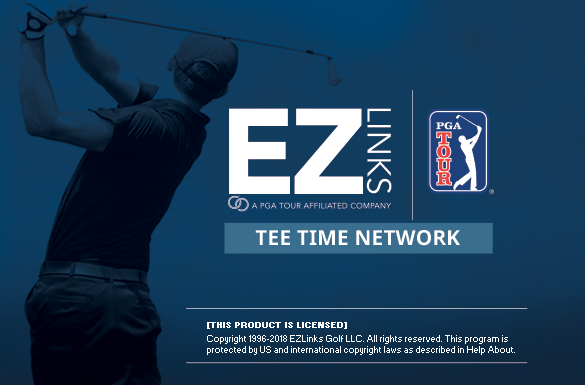 EZ
LINKS
A PGA TOUR AFFILIATED COMPANY
PGA
TOUR
®
TEE TIME NETWORK
[THIS PRODUCT IS LICENSED]
Copyright 1996-2018 EZLinks Golf LLC. All rights reserved. This program is
protected by US and international copyright laws as described in Help About.